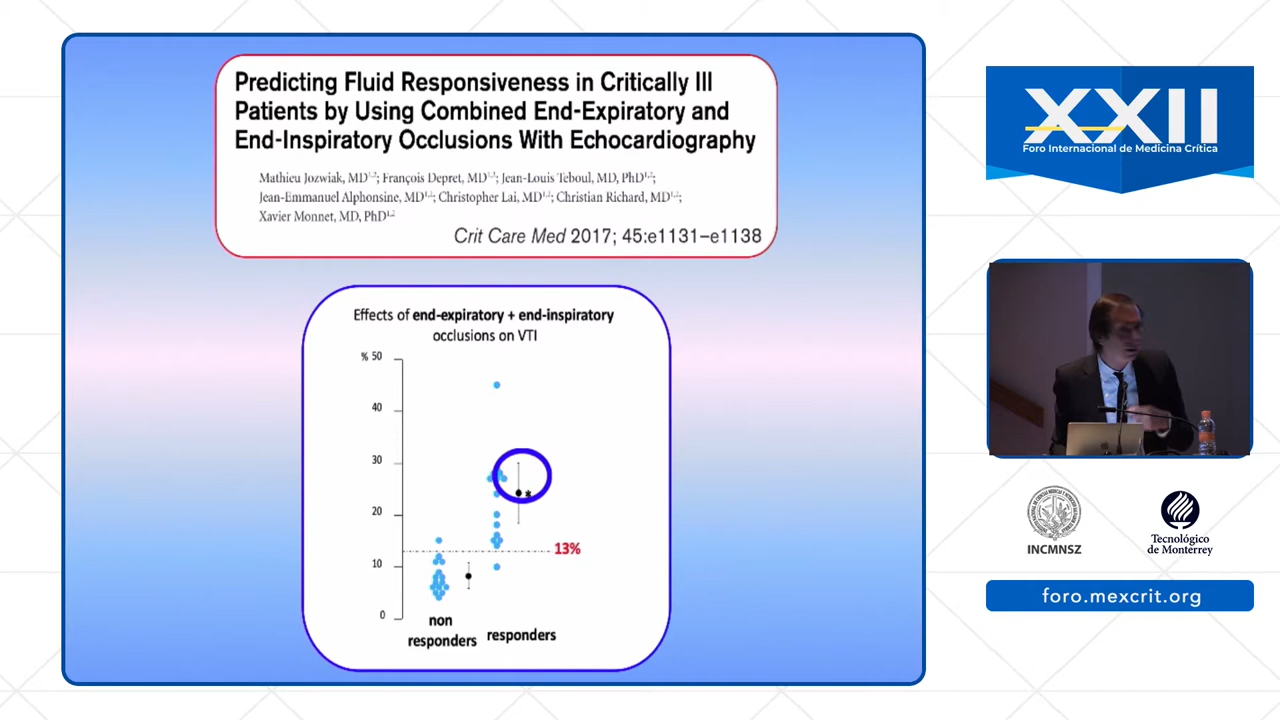 Predicting Fluid Responsiveness in Critically Ill
Patients by Using Combined End-Expiratory and
End-Inspiratory Occlusions With Echocardiography
Mathieu Jozwiak, MD1,2; François Depret, MD1,3; Jean-Louis Teboul, MD, PhD1,2;
Jean-Emmanuel Alphonsine, MD1,2; Christopher Lai, MD1,2; Christian Richard, MD1,2;
Xavier Monnet, MD, PhD1,2
Crit Care Med 2017; 45:e1131–e1138
Effects of end-expiratory + end-inspiratory
occlusions on VTI
% 50
40
30
*
20
13%
10
0
non
responders
responders
XXII
Foro Internacional de Medicina Crítica
INCMNSZ
Tecnológico
de Monterrey
foro.mexcrit.org